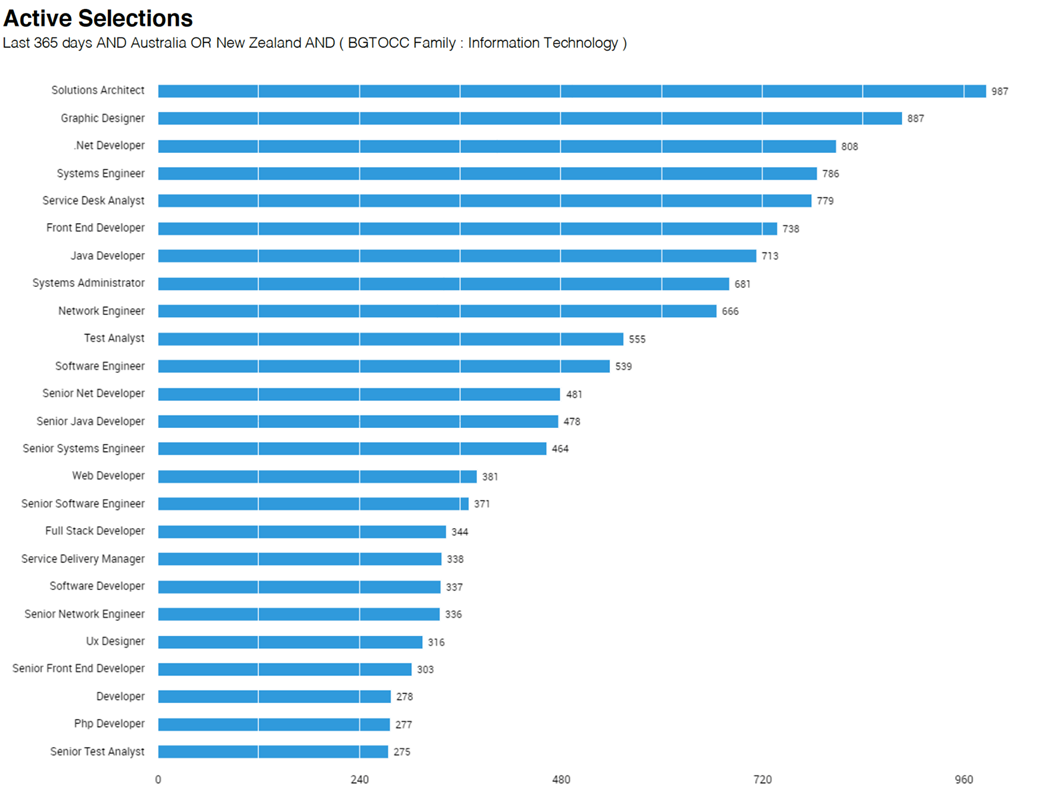 Active Selections
Last 365 days AND Australia OR New Zealand AND ( BGTOCC Family : Information Technology )
Solutions Architect 987
Graphic Designer 887
.Net Developer 808
Systems Engineer 786
Service Desk Analyst 779
Front End Developer 738
Java Developer 713
Systems Administrator 681
Network Engineer 666
Test Analyst 555
Software Engineer 539
Senior Net Developer 481
Senior Java Developer 478
Senior Systems Engineer 464
Web Developer 381
Senior Software Engineer 371
Full Stack Developer 344
Service Delivery Manager 338
Software Developer 337
Senior Network Engineer 336
Ux Designer 316
Senior Front End Developer 303
Developer 278
Php Developer 277
Senior Test Analyst 275
0 240 480 720 960